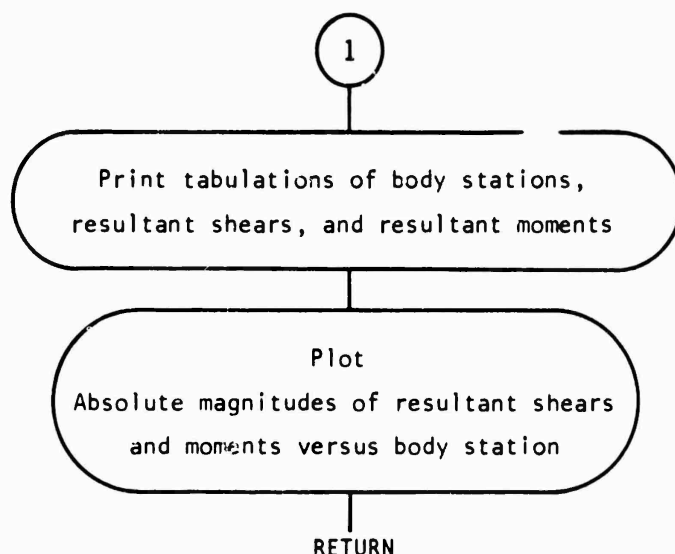 1
Print tabulations of body stations,
resultant shears, and resultant moments
Plot
Absolute magnitudes of resultant shears
and moments versus body station
RETURN